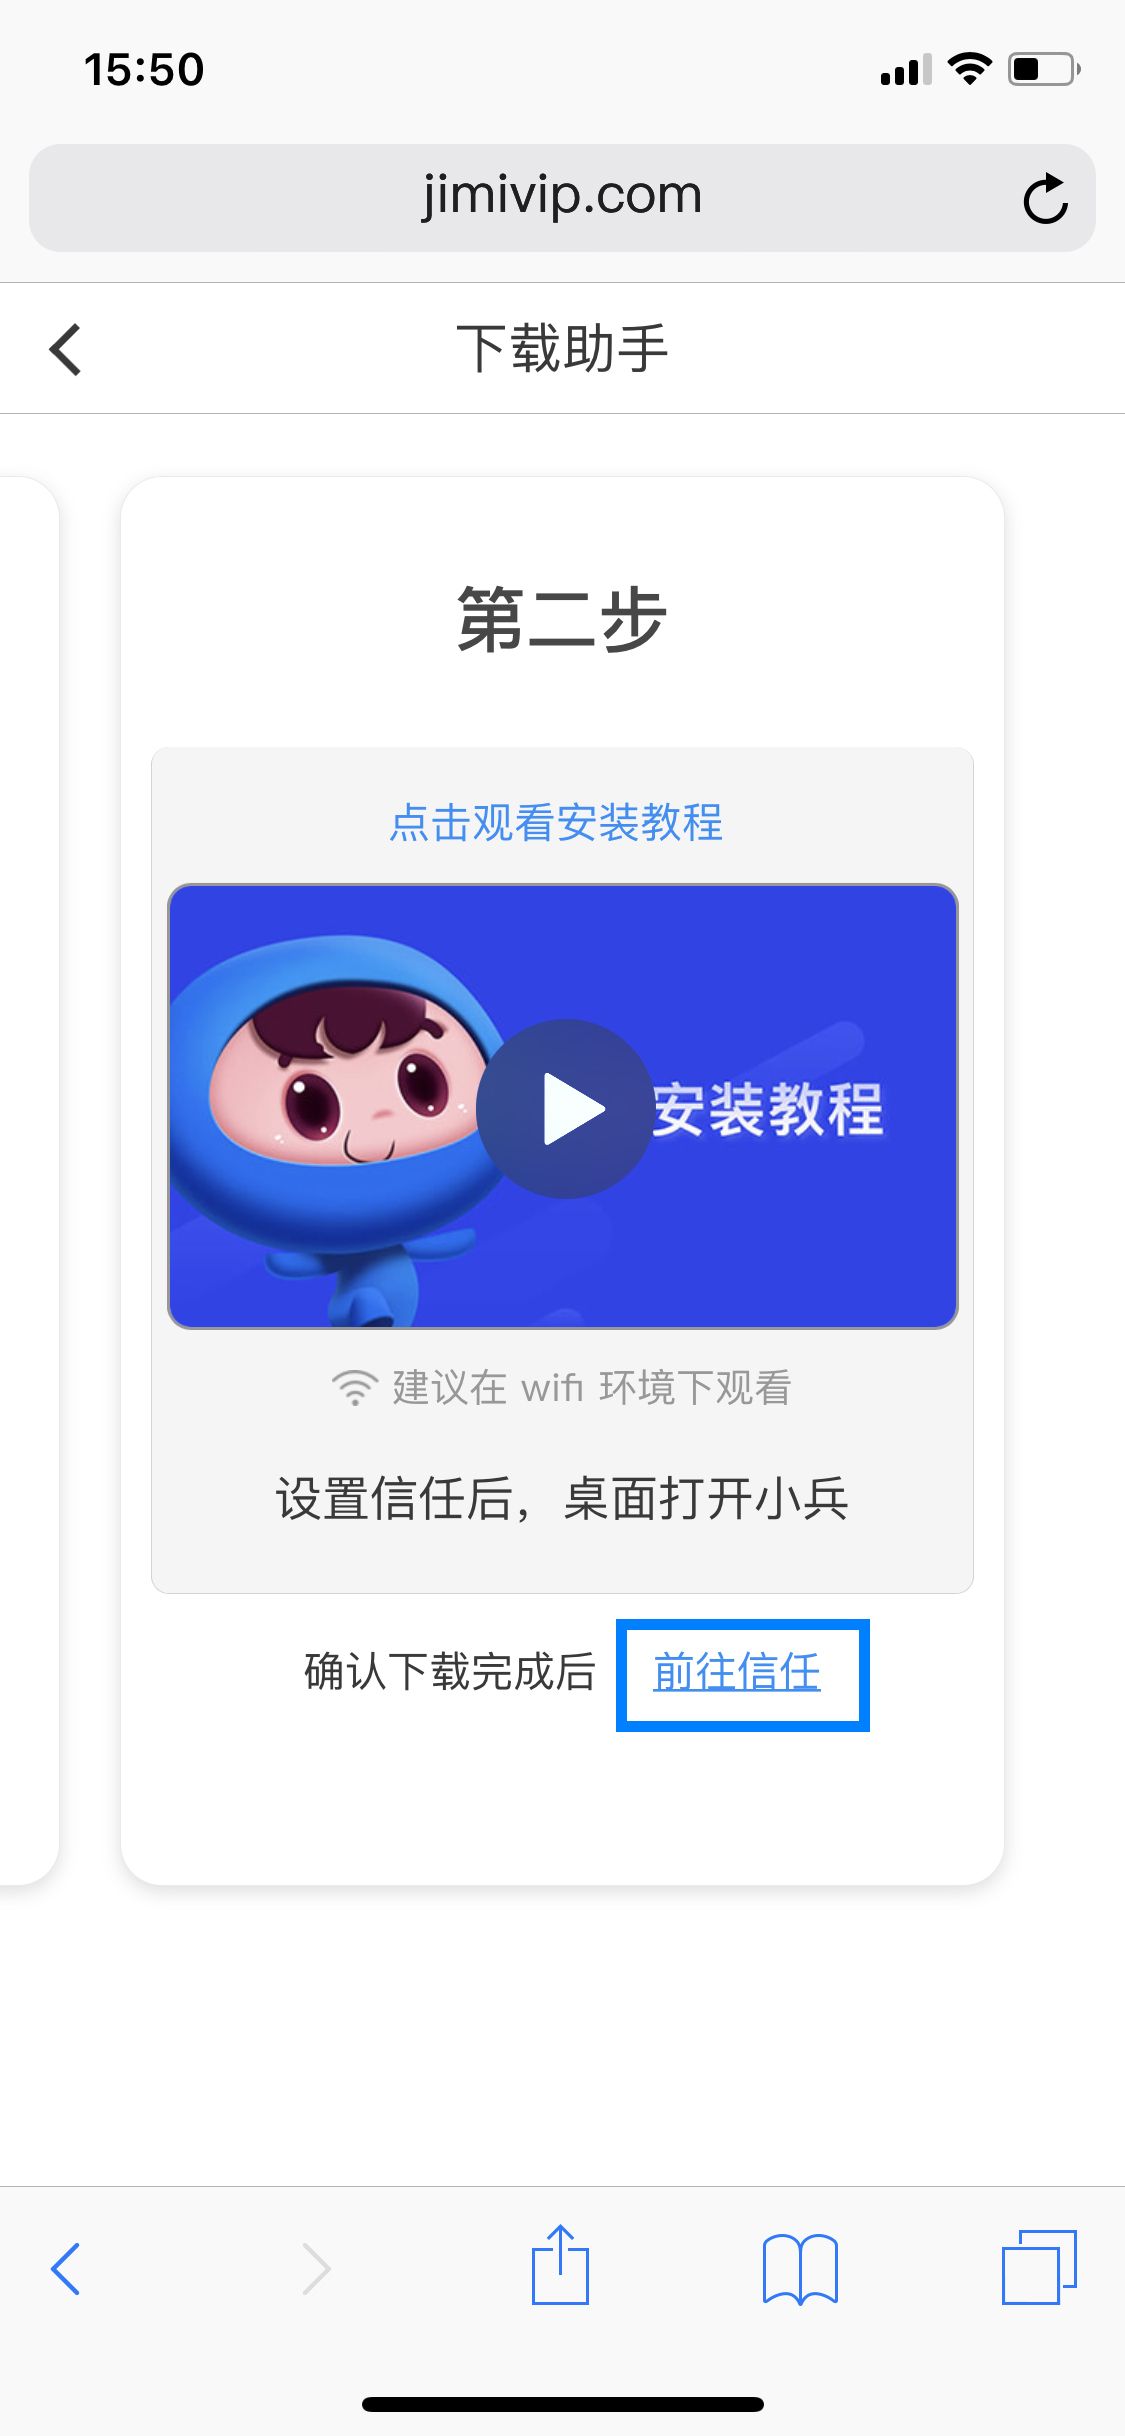 15:50
jimivip.com
下载助手
第二步
点击观看安装教程
安装教程
建议在 wifi 环境下观看
设置信任后，桌面打开小兵
确认下载完成后 前往信任